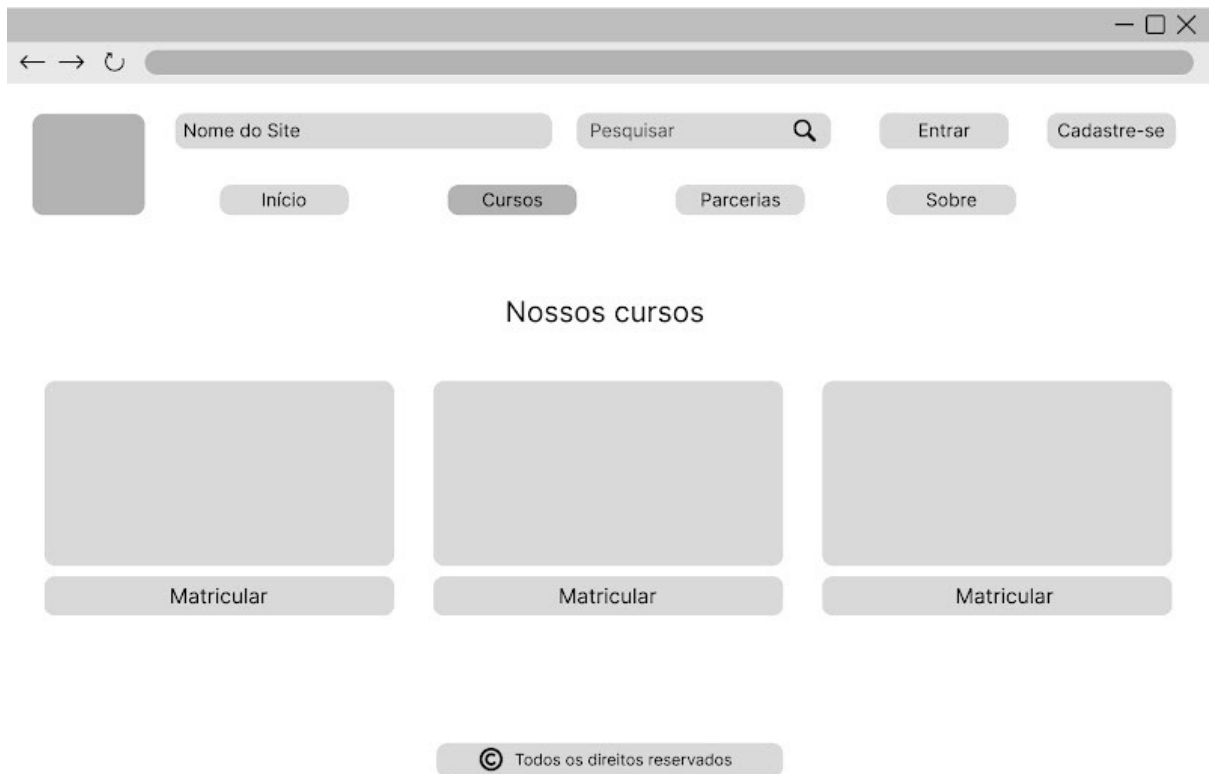 Nome do Site
Pesquisar
Entrar
Cadastre-se
Início
Cursos
Parcerias
Sobre
Nossos cursos
Matricular
Matricular
Matricular
© Todos os direitos reservados